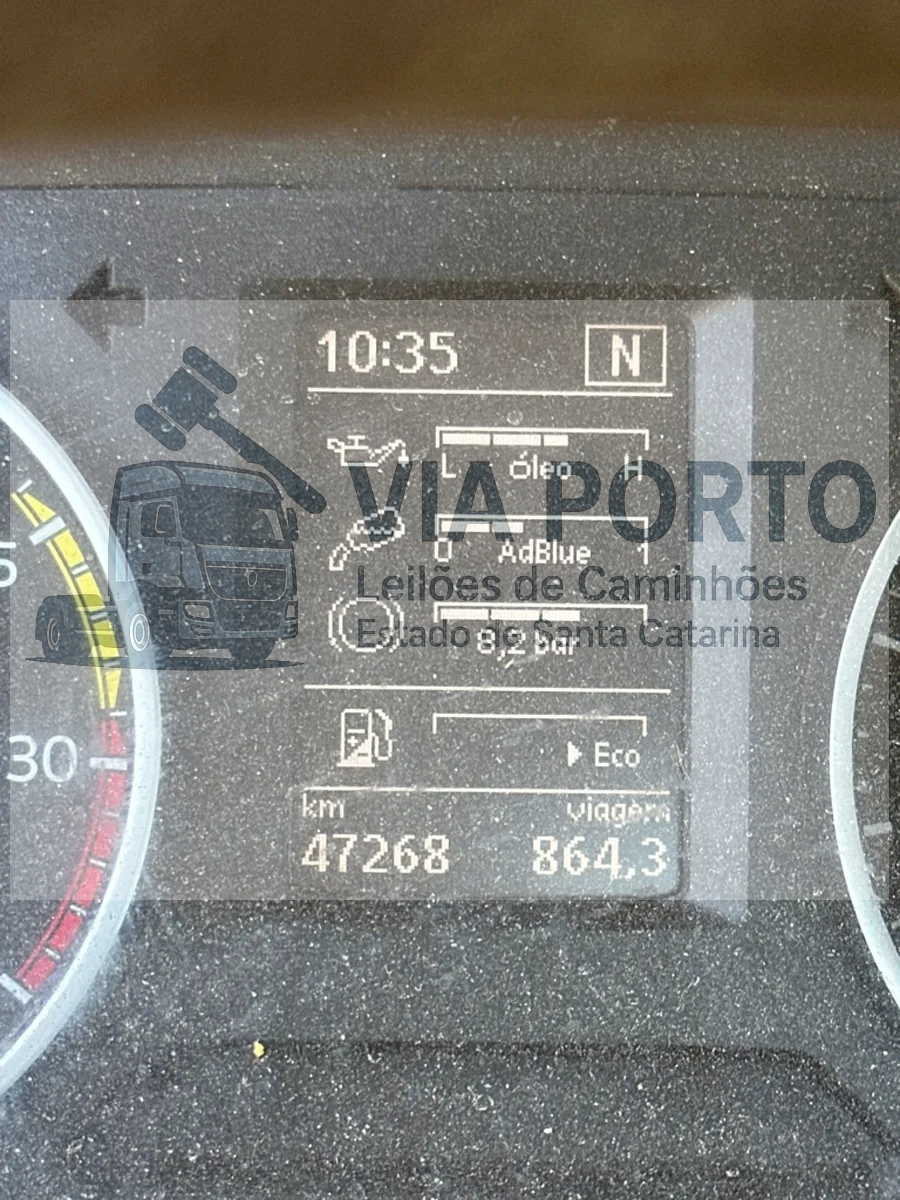 10:35 N
L Óleo H
VIA PORTO
0 AdBlue 1
Leilões de Caminhões
Estado de Santa Catarina
8,2 bar
Eco
km viagem
30
47268 864,3